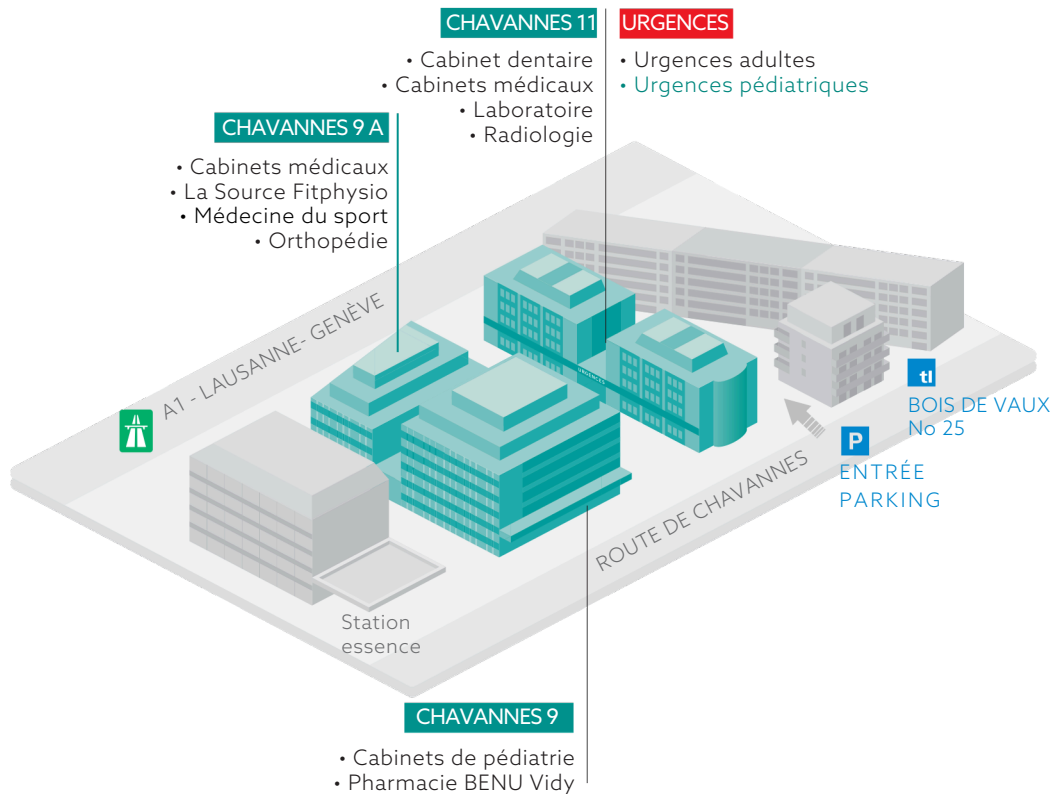 CHAVANNES 11
• Cabinet dentaire
• Cabinets médicaux
• Laboratoire
• Radiologie
URGENCES
• Urgences adultes
• Urgences pédiatriques
CHAVANNES 9 A
• Cabinets médicaux
• La Source Fitphysio
• Médecine du sport
• Orthopédie
A1 - LAUSANNE- GENÈVE
URGENCES
tl
BOIS DE VAUX
No 25
P
ENTRÉE
PARKING
ROUTE DE CHAVANNES
Station
essence
CHAVANNES 9
• Cabinets de pédiatrie
• Pharmacie BENU Vidy